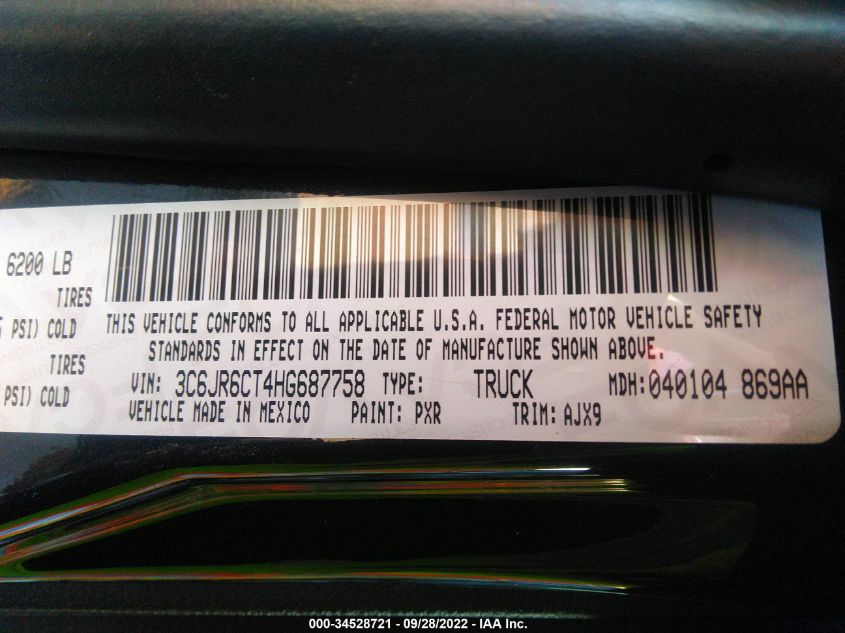 6200 LB
TIRES
PSI) COLD
TIRES
PSI) COLD
THIS VEHICLE CONFORMS TO ALL APPLICABLE U.S.A. FEDERAL MOTOR VEHICLE SAFETY
STANDARDS IN EFFECT ON THE DATE OF MANUFACTURE SHOWN ABOVE.
VIN: 3C6JR6CT4HG687758 TYPE: TRUCK MDH: 040104 869AA
VEHICLE MADE IN MEXICO PAINT: PXR TRIM: AJX9
000-34528721 / 09/28/2022 - IAA Inc.